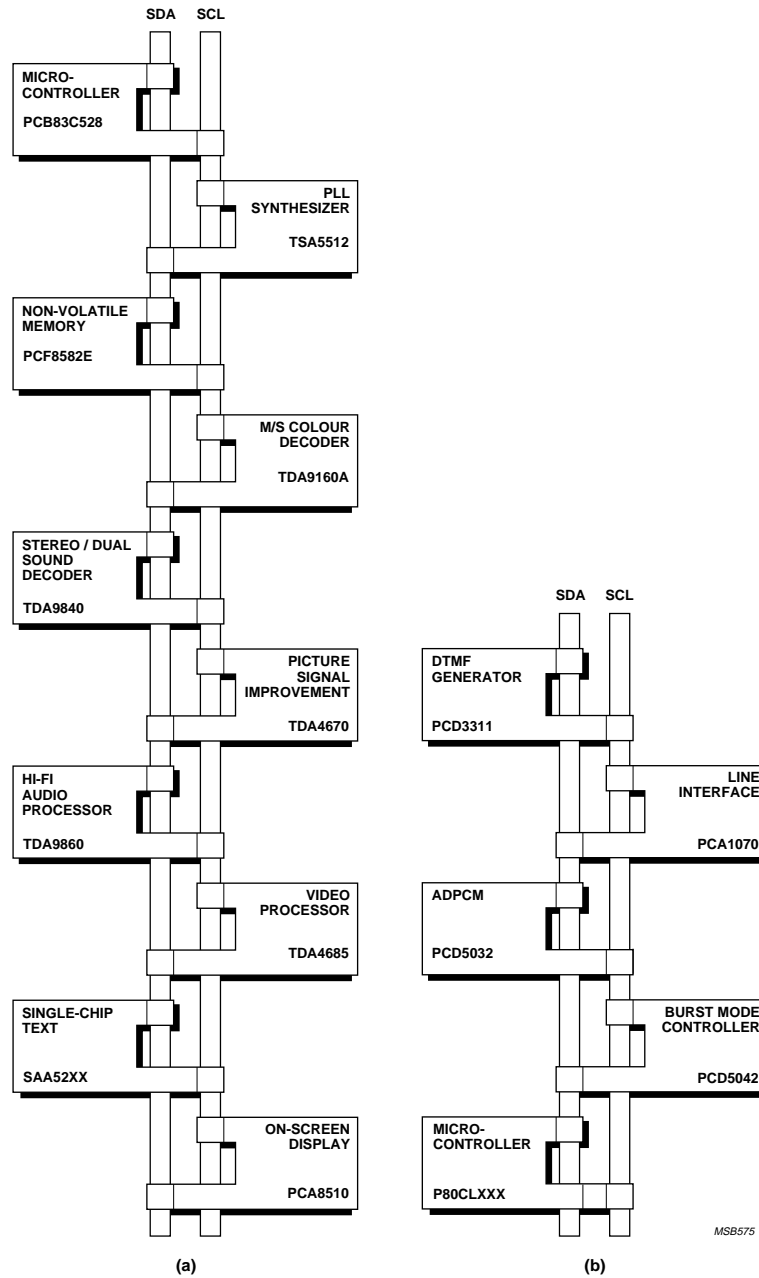 SDA SCL
MICRO-
CONTROLLER
PCB83C528
PLL
SYNTHESIZER
TSA5512
NON-VOLATILE
MEMORY
PCF8582E
M/S COLOUR
DECODER
TDA9160A
STEREO / DUAL
SOUND
DECODER
TDA9840
PICTURE
SIGNAL
IMPROVEMENT
TDA4670
HI-FI
AUDIO
PROCESSOR
TDA9860
VIDEO
PROCESSOR
TDA4685
SINGLE-CHIP
TEXT
SAA52XX
ON-SCREEN
DISPLAY
PCA8510
(a)
SDA SCL
DTMF
GENERATOR
PCD3311
LINE
INTERFACE
PCA1070
ADPCM
PCD5032
BURST MODE
CONTROLLER
PCD5042
MICRO-
CONTROLLER
P80CLXXX
MSB575
(b)